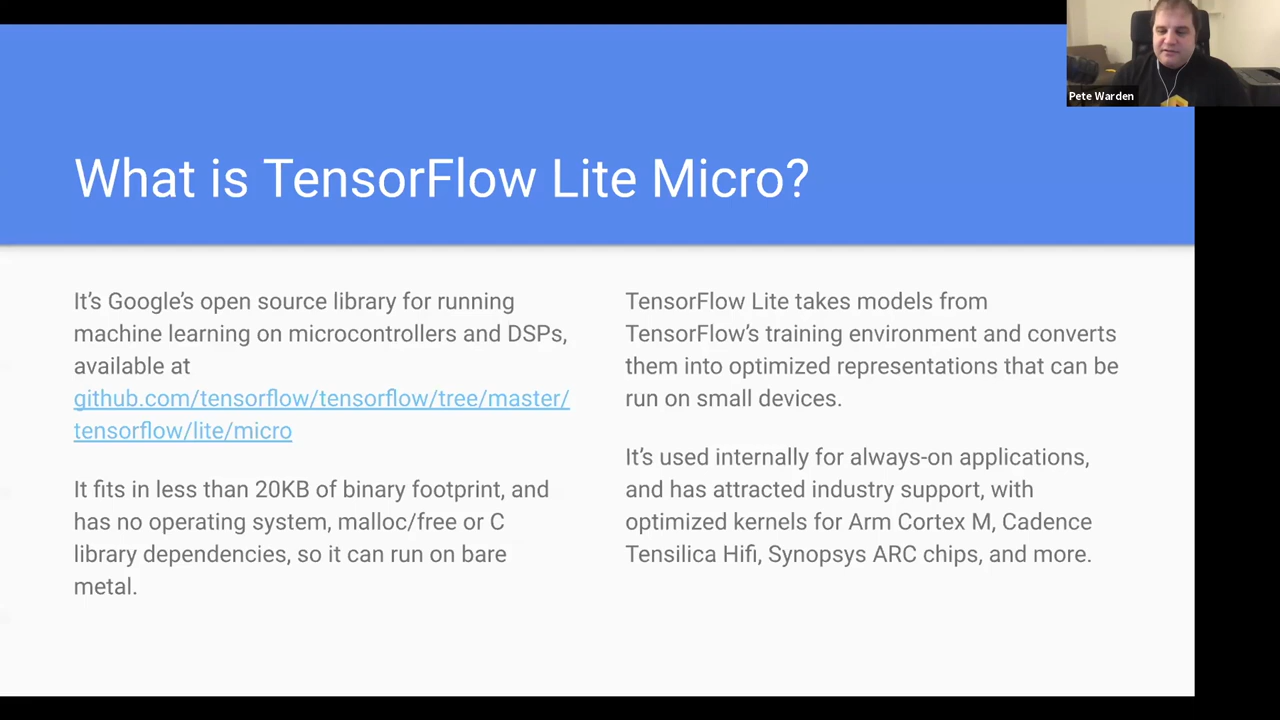 Pete Warden
What is TensorFlow Lite Micro?
It's Google's open source library for running
machine learning on microcontrollers and DSPs,
available at
github.com/tensorflow/tensorflow/tree/master/
tensorflow/lite/micro
It fits in less than 20KB of binary footprint, and
has no operating system, malloc/free or C
library dependencies, so it can run on bare
metal.
TensorFlow Lite takes models from
TensorFlow's training environment and converts
them into optimized representations that can be
run on small devices.
It's used internally for always-on applications,
and has attracted industry support, with
optimized kernels for Arm Cortex M, Cadence
Tensilica Hifi, Synopsys ARC chips, and more.